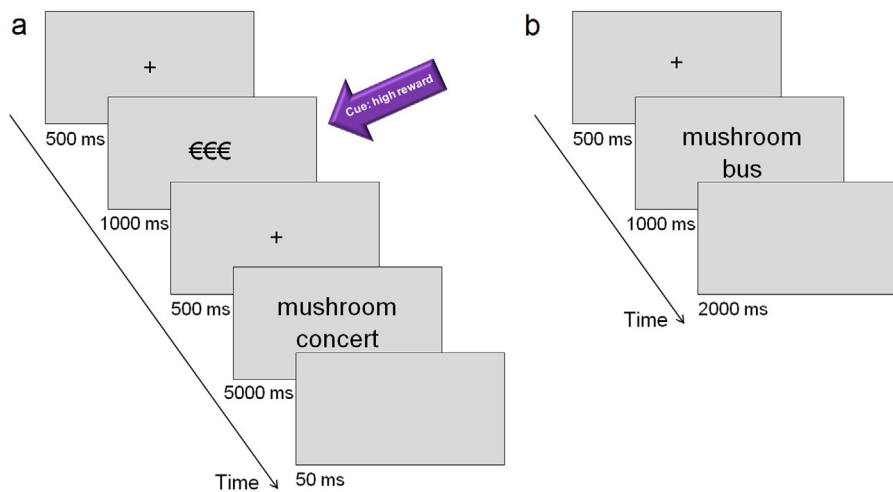 a
+
500 ms
Cue: high reward
€€€
1000 ms
+
500 ms
mushroom
concert
5000 ms
50 ms
Time
b
+
500 ms
mushroom
bus
1000 ms
2000 ms
Time